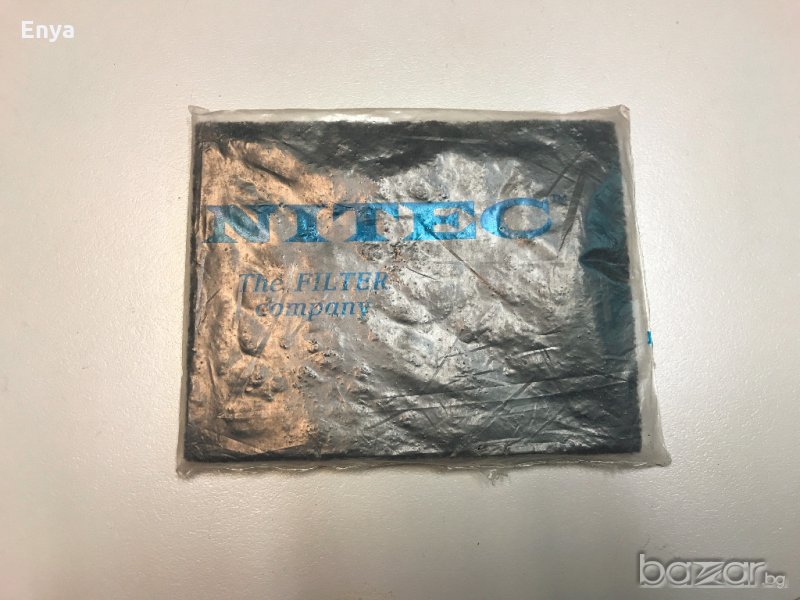 Enya
NITEC
The FILTER
company
bazar.bg